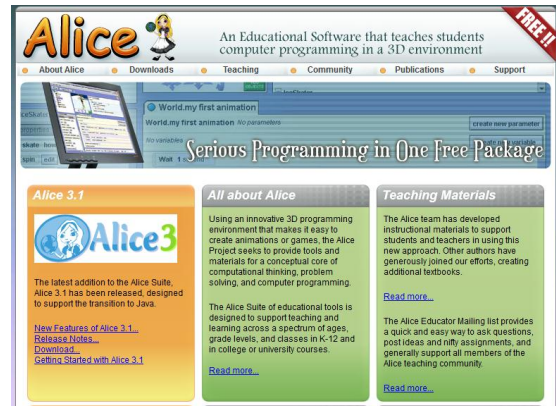 Alice
An Educational Software that teaches students
computer programming in a 3D environment
FREE!!
About Alice Downloads Teaching Community Publications Support
World.my first animation
World.my first animation No parameters
create new parameter
No variables
Wait
Serious Programming in One Free Package
Alice 3.1
Alice3
The latest addition to the Alice Suite,
Alice 3.1 has been released, designed
to support the transition to Java.
New Features of Alice 3.1...
Release Notes...
Download...
Getting Started with Alice 3.1
All about Alice
Using an innovative 3D programming
environment that makes it easy to
create animations or games, the Alice
Project seeks to provide tools and
materials for a conceptual core of
computational thinking, problem
solving, and computer programming.
The Alice Suite of educational tools is
designed to support teaching and
learning across a spectrum of ages,
grade levels, and classes in K-12 and
in college or university courses.
Read more...
Teaching Materials
The Alice team has developed
instructional materials to support
students and teachers in using this
new approach. Other authors have
generously joined our efforts, creating
additional textbooks.
Read more...
The Alice Educator Mailing list provides
a quick and easy way to ask questions,
post ideas and nifty assignments, and
generally support all members of the
Alice teaching community.
Read more...